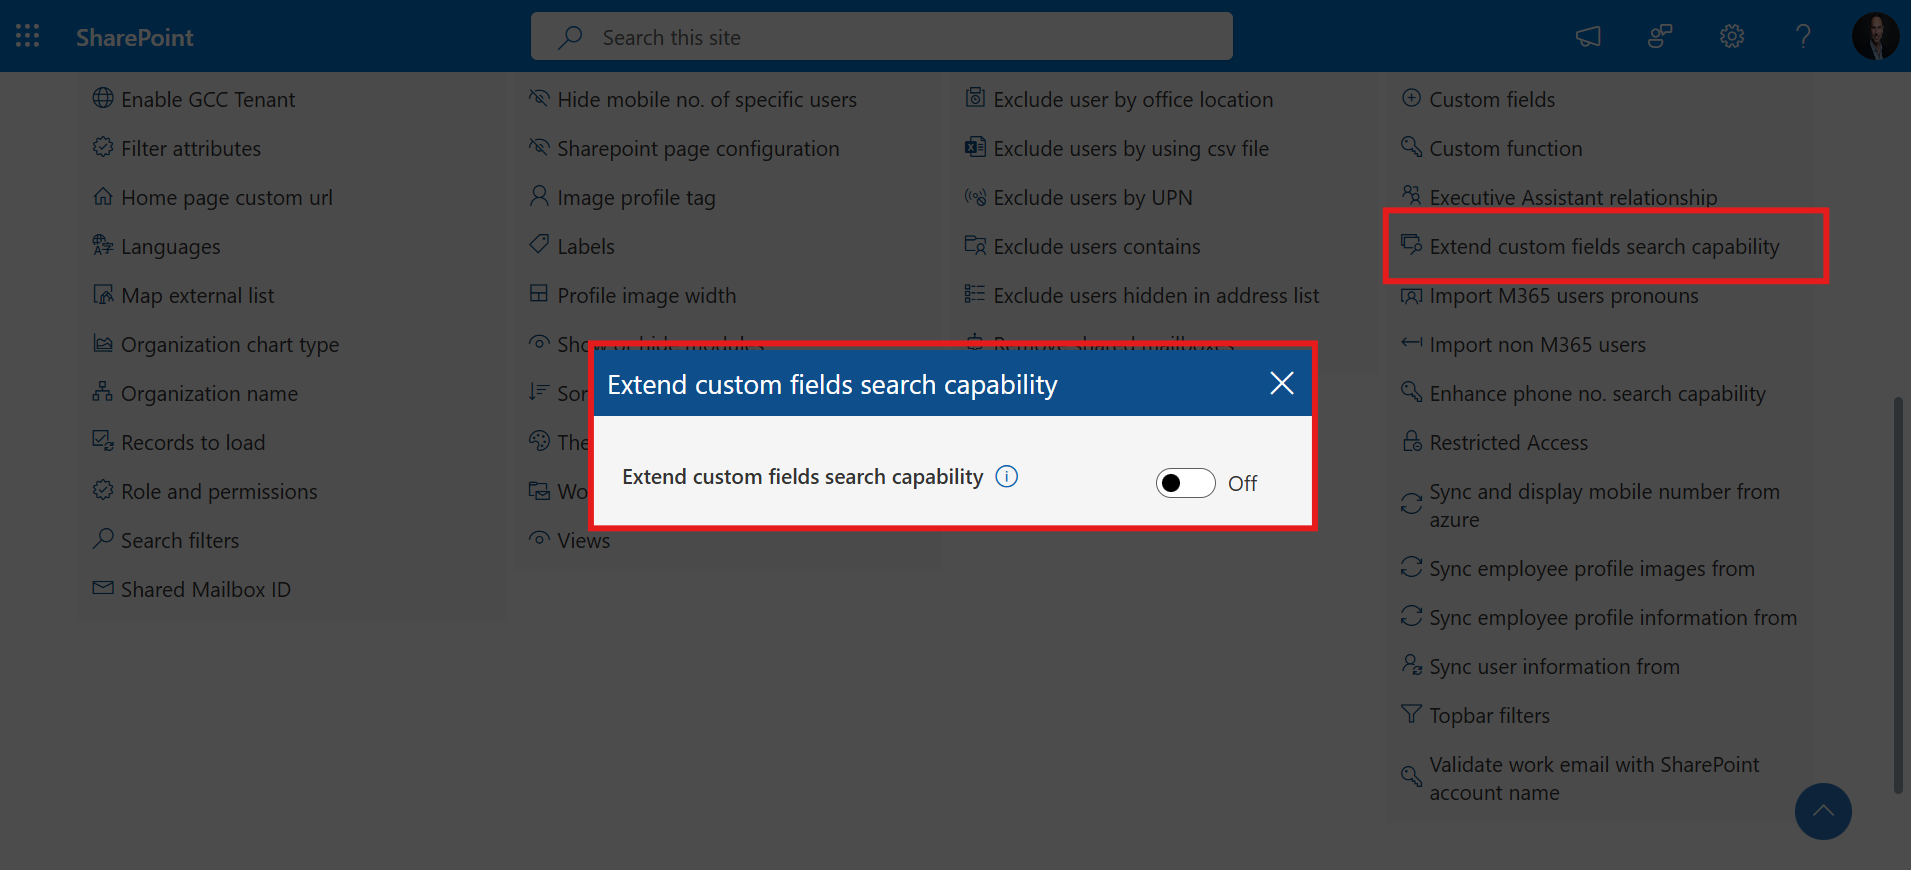 SharePoint
Search this site
Enable GCC Tenant
Filter attributes
Home page custom url
Languages
Map external list
Organization chart type
Organization name
Records to load
Role and permissions
Search filters
Shared Mailbox ID
Hide mobile no. of specific users
Sharepoint page configuration
Image profile tag
Labels
Profile image width
Show or hide modules
Sor
The
Wo
Views
Exclude user by office location
Exclude users by using csv file
Exclude users by UPN
Exclude users contains
Exclude users hidden in address list
Remove shared mailboxes
Custom fields
Custom function
Executive Assistant relationship
Extend custom fields search capability
Import M365 users pronouns
Import non M365 users
Enhance phone no. search capability
Restricted Access
Sync and display mobile number from
azure
Sync employee profile images from
Sync employee profile information from
Sync user information from
Topbar filters
Validate work email with SharePoint
account name
Extend custom fields search capability
Extend custom fields search capability
Off